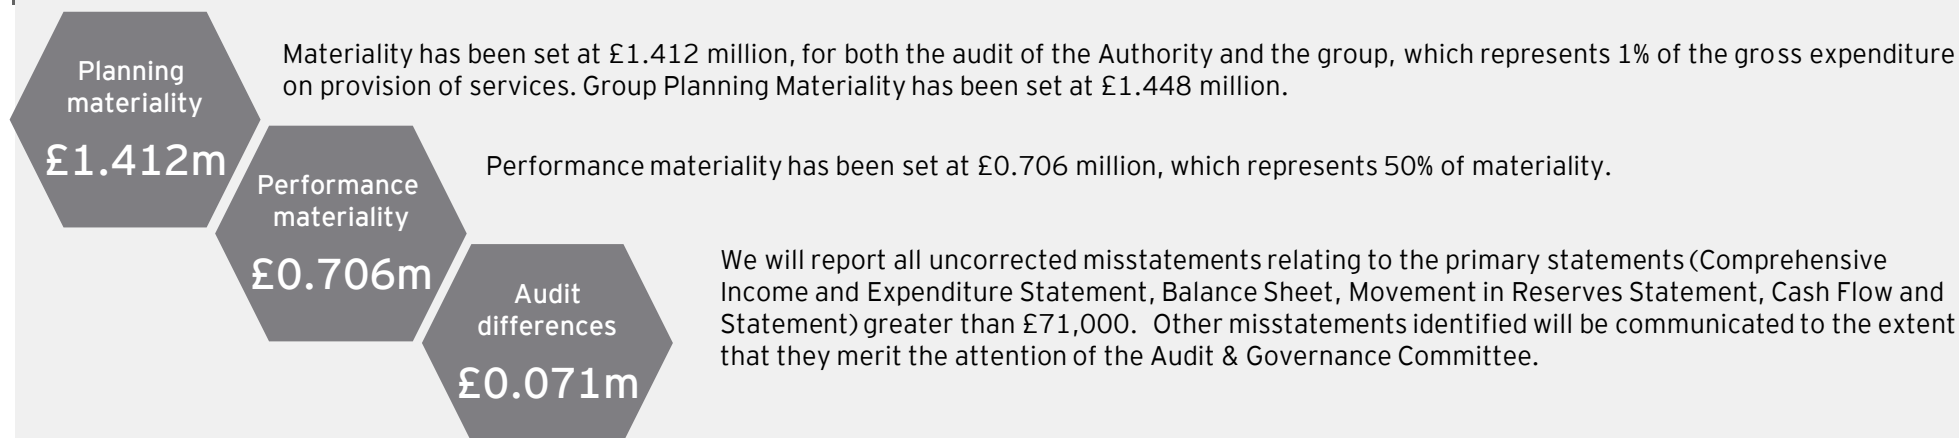 Planning
materiality
£1.412m
Materiality has been set at £1.412 million, for both the audit of the Authority and the group, which represents 1% of the gross expenditure
on provision of services. Group Planning Materiality has been set at £1.448 million.
Performance
materiality
£0.706m
Performance materiality has been set at £0.706 million, which represents 50% of materiality.
Audit
differences
£0.071m
We will report all uncorrected misstatements relating to the primary statements (Comprehensive
Income and Expenditure Statement, Balance Sheet, Movement in Reserves Statement, Cash Flow and
Statement) greater than £71,000. Other misstatements identified will be communicated to the extent
that they merit the attention of the Audit & Governance Committee.